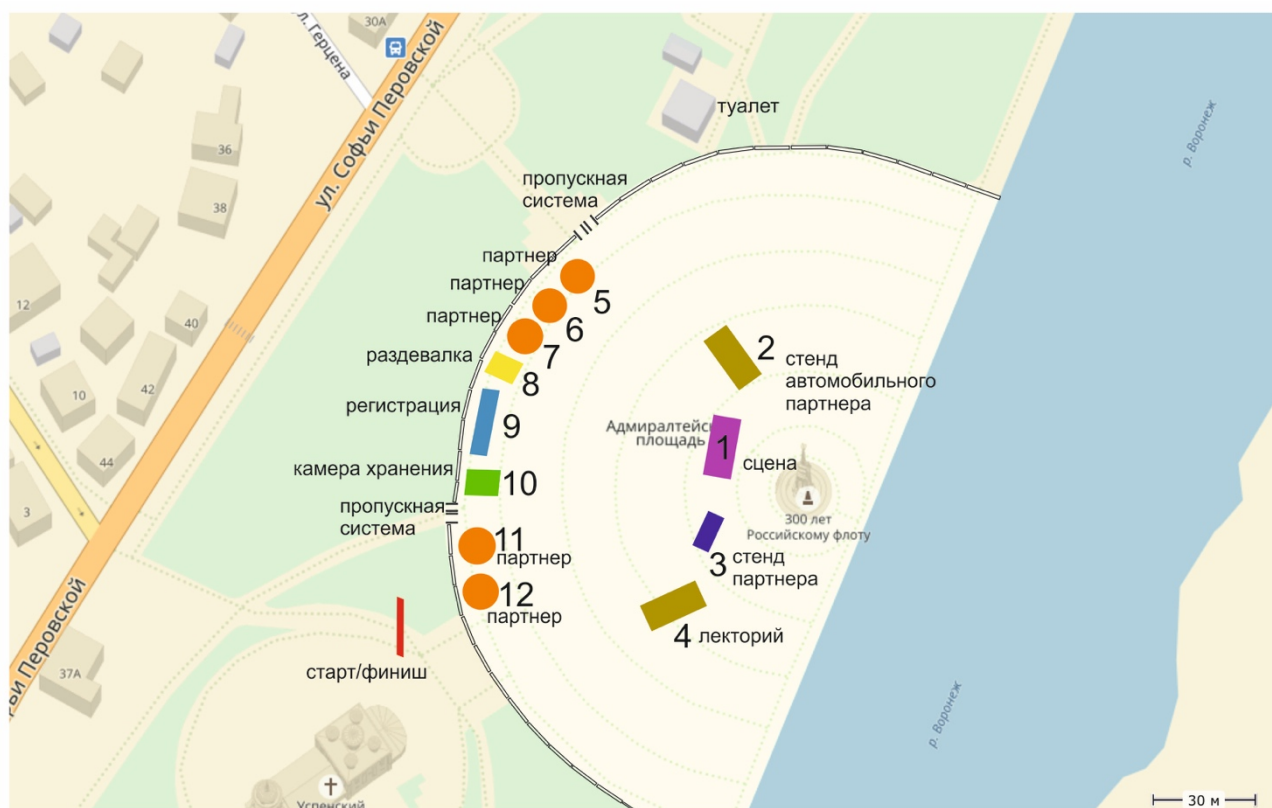 30А
ул. Герцена
ул. Софьи Перовской
туалет
р. Воронеж
36
38
пропускная
система
партнер
5
партнер
6
партнер
7
12
40
раздевалка
8
2
стенд
автомобильного
партнера
10
42
регистрация
9
Адмиралтейс
площадь
1
сцена
44
камера хранения
10
3
пропускная
система
300 лет
Российскому флоту
11
партнер
3
стенд
партнера
12
партнер
4
лекторий
фьи Перовской
37А
старт/финиш
р. Воронеж
Успенский
30 м